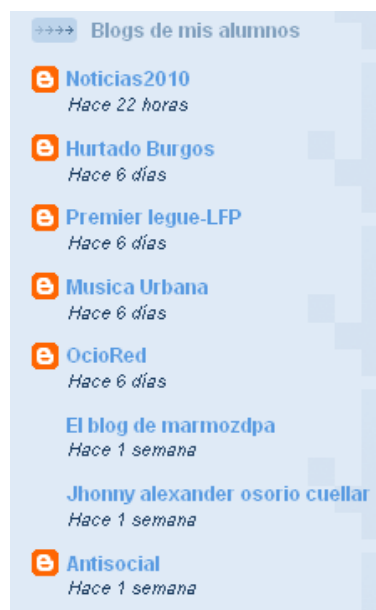 Blogs de mis alumnos
Noticias2010
Hace 22 horas
Hurtado Burgos
Hace 6 días
Premier legue-LFP
Hace 6 días
Musica Urbana
Hace 6 días
OcioRed
Hace 6 días
El blog de marmozdpa
Hace 1 semana
Jhonny alexander osorio cuellar
Hace 1 semana
Antisocial
Hace 1 semana